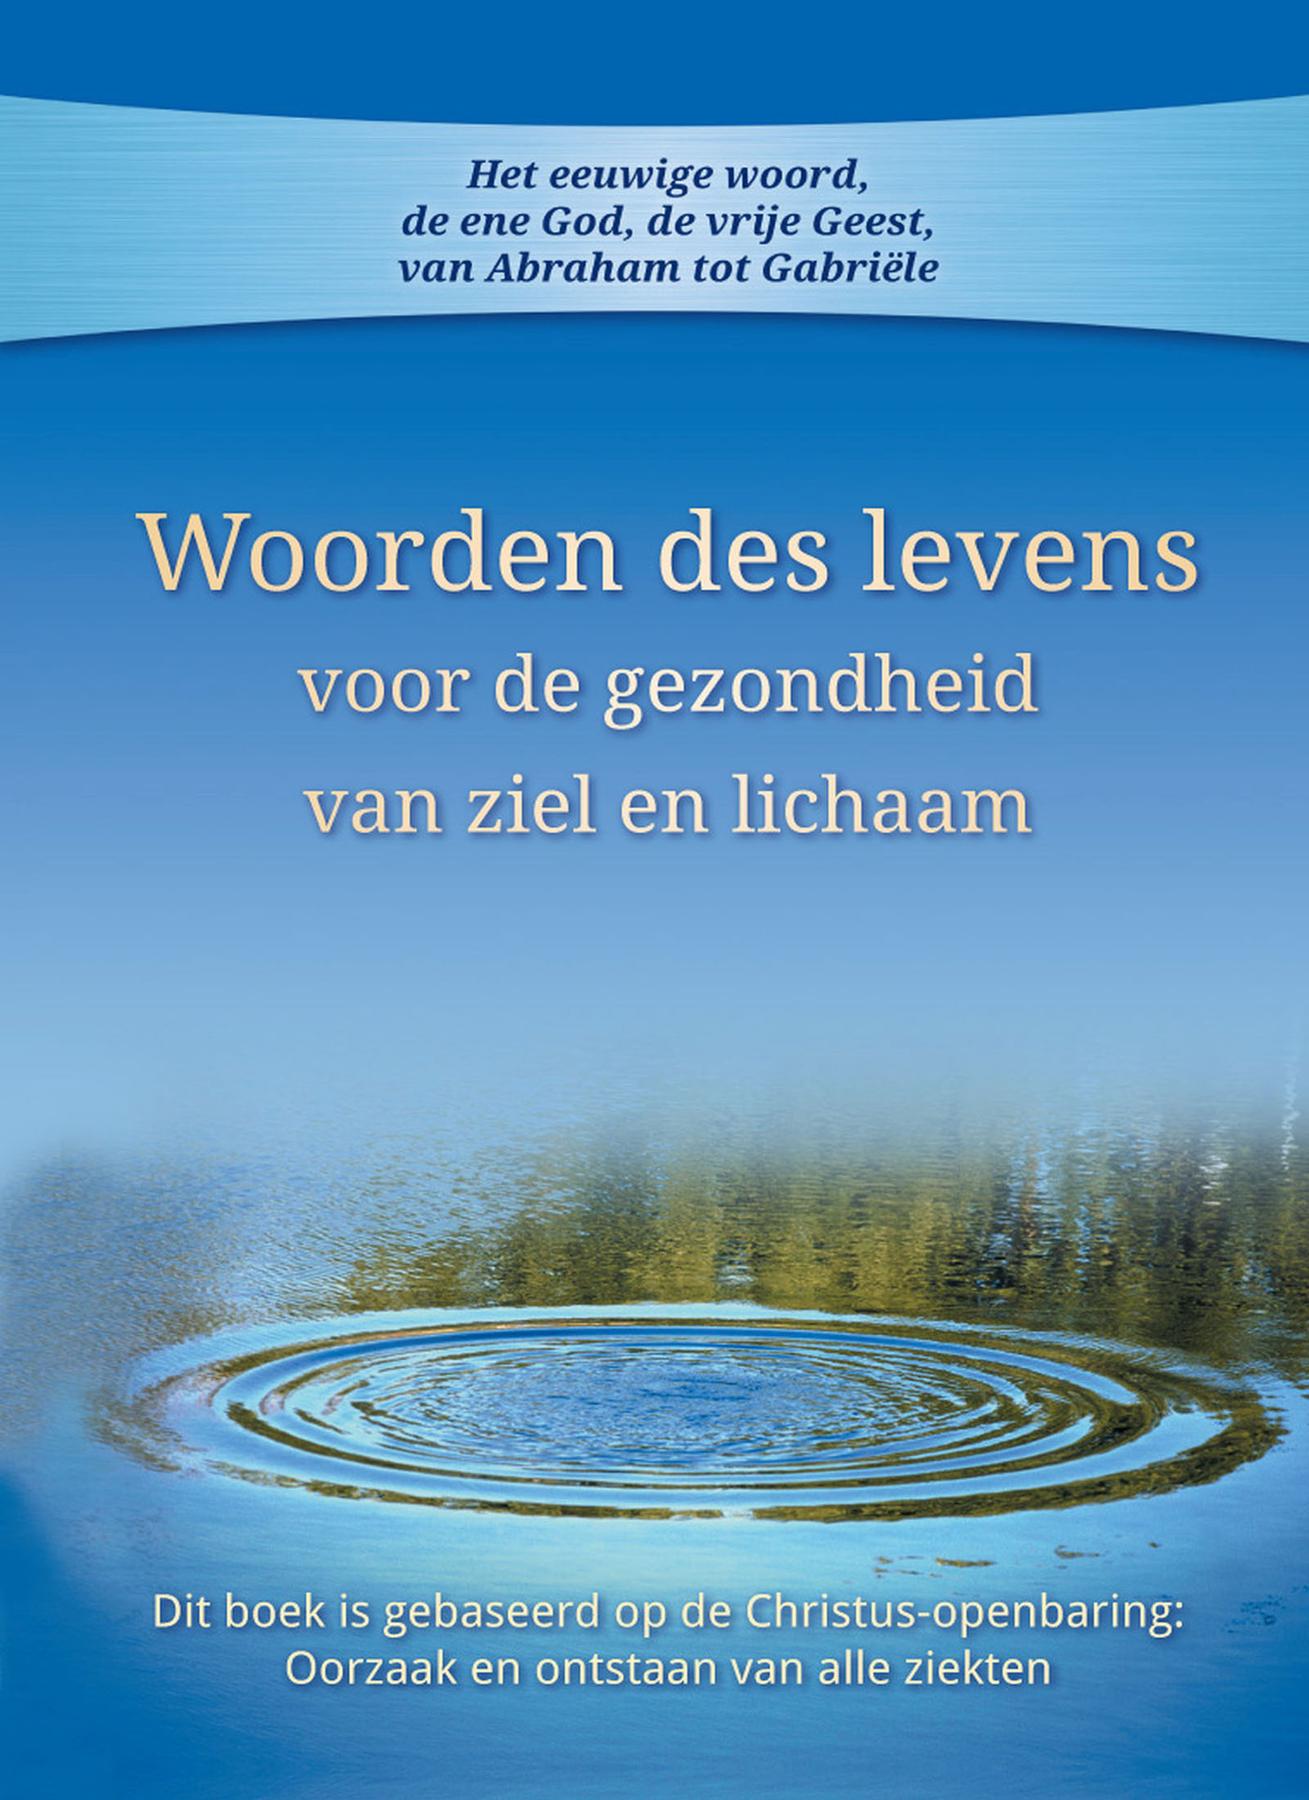 Het eeuwige woord,
de ene God, de vrije Geest,
van Abraham tot Gabriële
Woorden des levens
voor de gezondheid
van ziel en lichaam
Dit boek is gebaseerd op de Christus-openbaring:
Oorzaak en ontstaan van alle ziekten